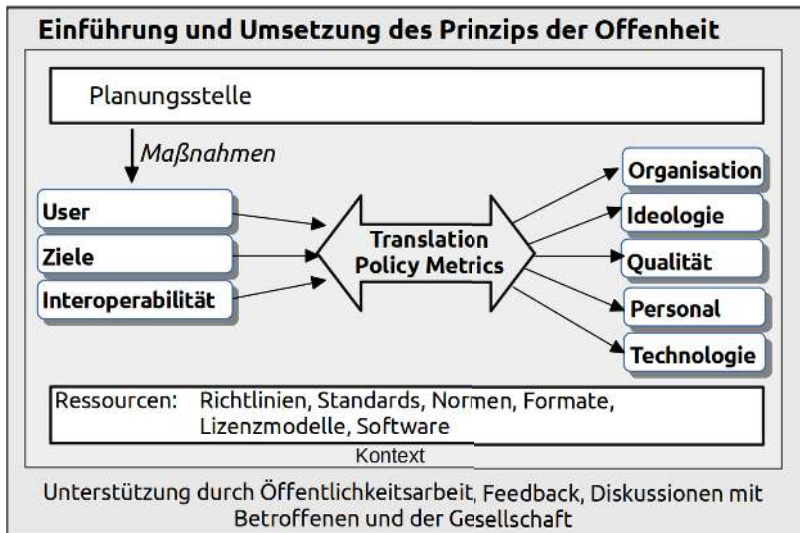 Einführung und Umsetzung des Prinzips der Offenheit
Planungsstelle
Maßnahmen
User
Ziele
Interoperabilität
Translation
Policy Metrics
Organisation
Ideologie
Qualität
Personal
Technologie
Ressourcen: Richtlinien, Standards, Normen, Formate,
Lizenzmodelle, Software
Kontext
Unterstützung durch Öffentlichkeitsarbeit, Feedback, Diskussionen mit
Betroffenen und der Gesellschaft